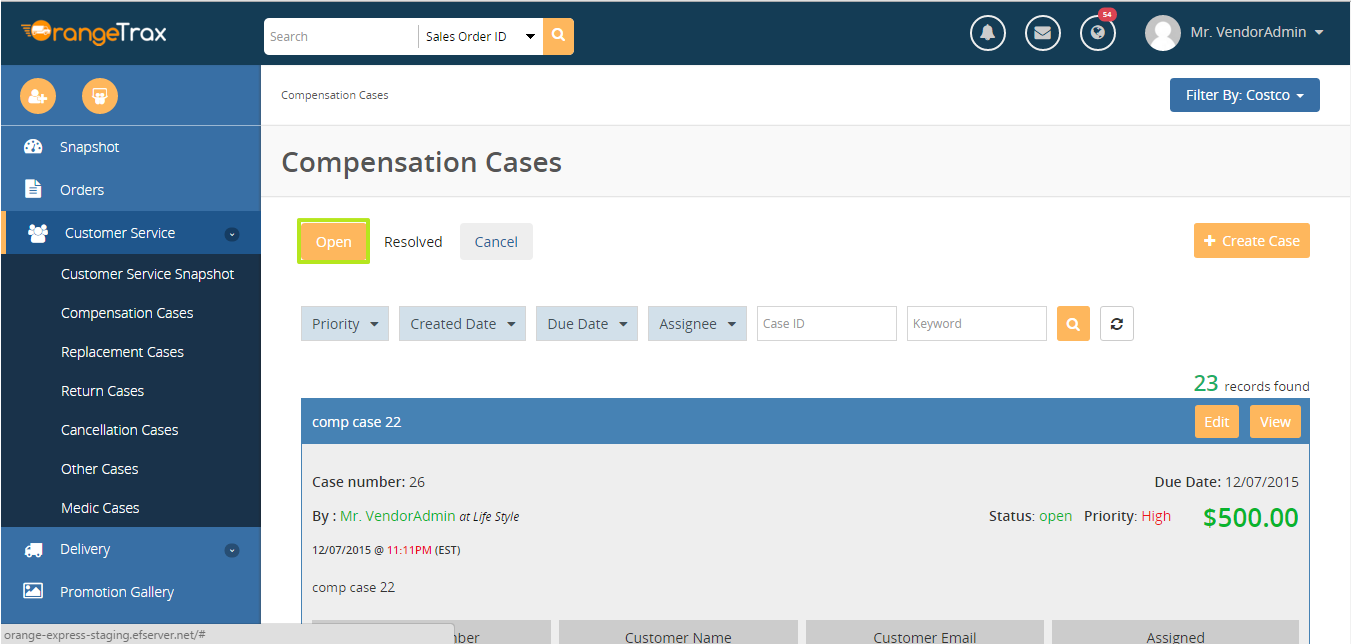 OrangeTrax
Search
Sales Order ID
54
Mr. VendorAdmin
Compensation Cases
Filter By: Costco
Snapshot
Orders
Customer Service
Customer Service Snapshot
Compensation Cases
Replacement Cases
Return Cases
Cancellation Cases
Other Cases
Medic Cases
Delivery
Promotion Gallery
Compensation Cases
Open Resolved Cancel
+ Create Case
Priority Created Date Due Date Assignee Case ID Keyword
23 records found
comp case 22 Edit View
Case number: 26 Due Date: 12/07/2015
By : Mr. VendorAdmin at Life Style Status: open Priority: High $500.00
12/07/2015 @ 11:11PM (EST)
comp case 22
Customer Name Customer Email Assigned
orange-express-staging.efserver.net/#